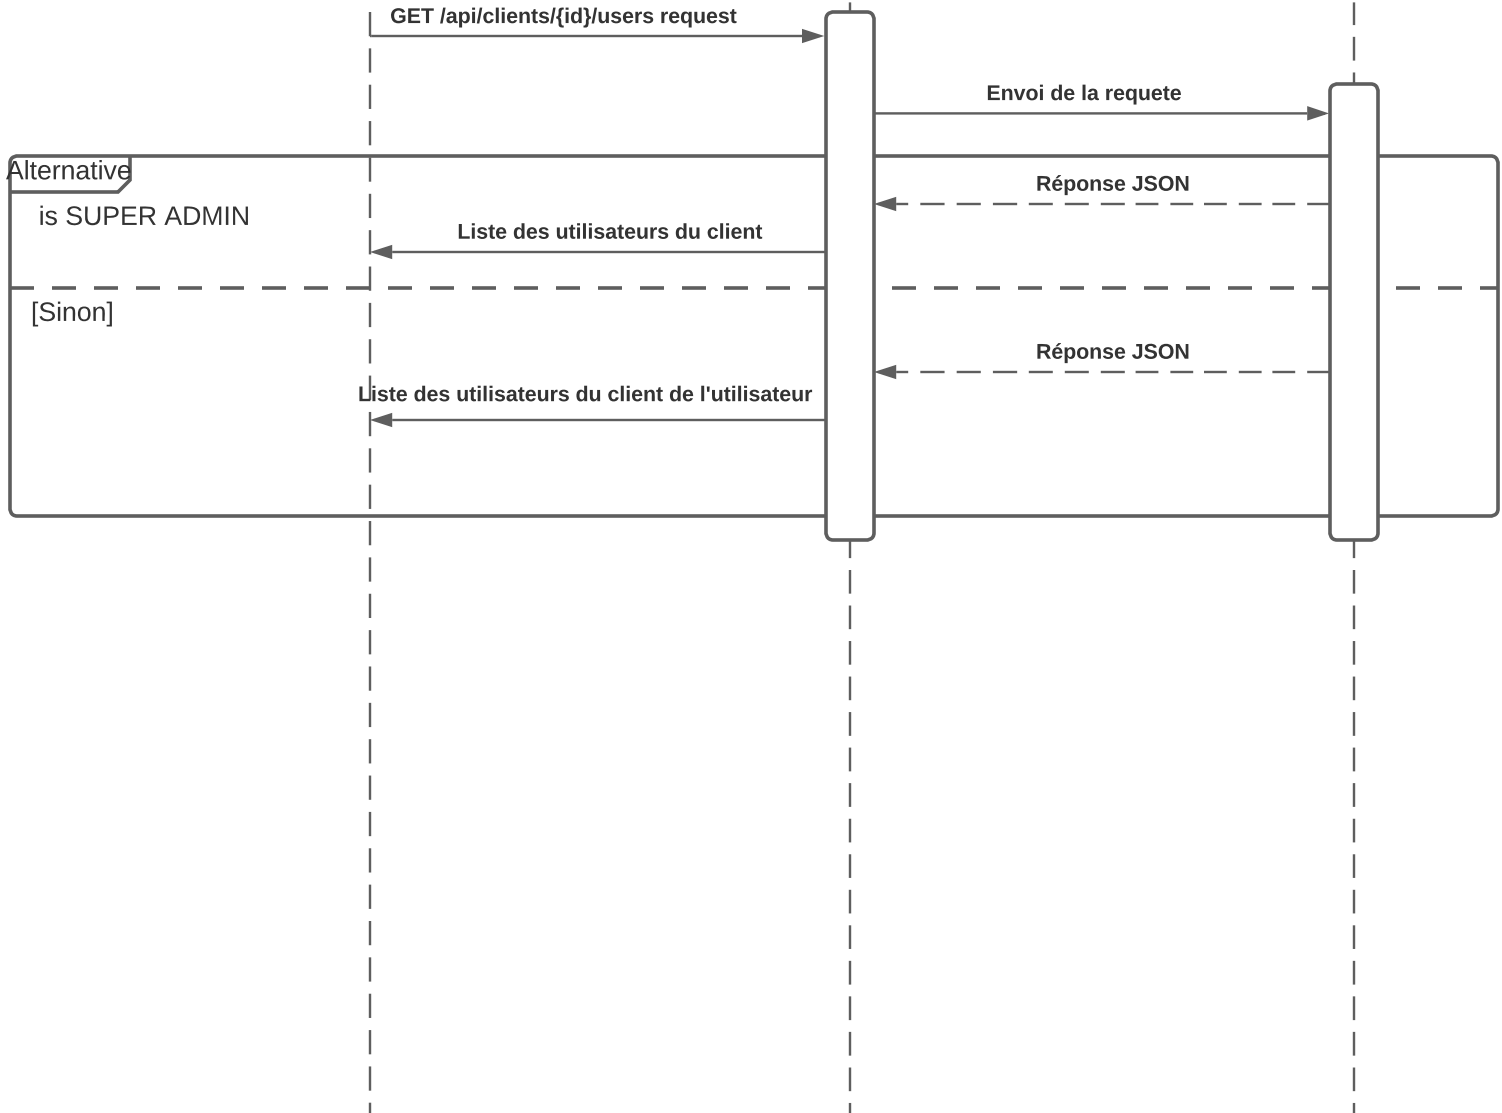 GET /api/clients/{id}/users request
Envoi de la requete
Alternative
Réponse JSON
is SUPER ADMIN
Liste des utilisateurs du client
[Sinon]
Réponse JSON
Liste des utilisateurs du client de l'utilisateur